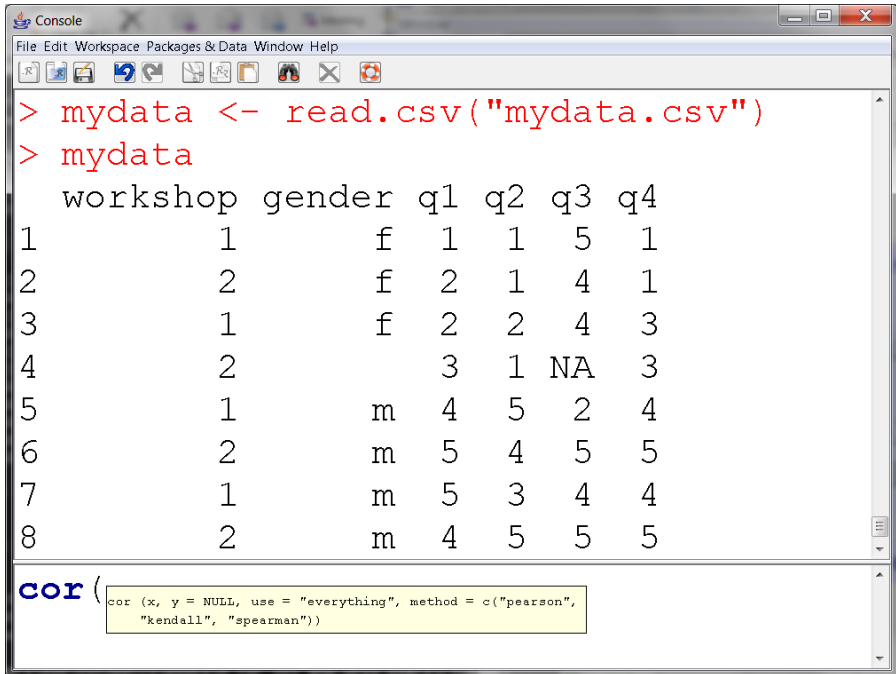 Console
File Edit Workspace Packages & Data Window Help
> mydata <- read.csv("mydata.csv")
> mydata
workshop gender q1 q2 q3 q4
1 1 f 1 1 5 1
2 2 f 2 1 4 1
3 1 f 2 2 4 3
4 2 3 1 NA 3
5 1 m 4 5 2 4
6 2 m 5 4 5 5
7 1 m 5 3 4 4
8 2 m 4 5 5 5
cor(
cor (x, y = NULL, use = "everything", method = c("pearson",
"kendall", "spearman"))